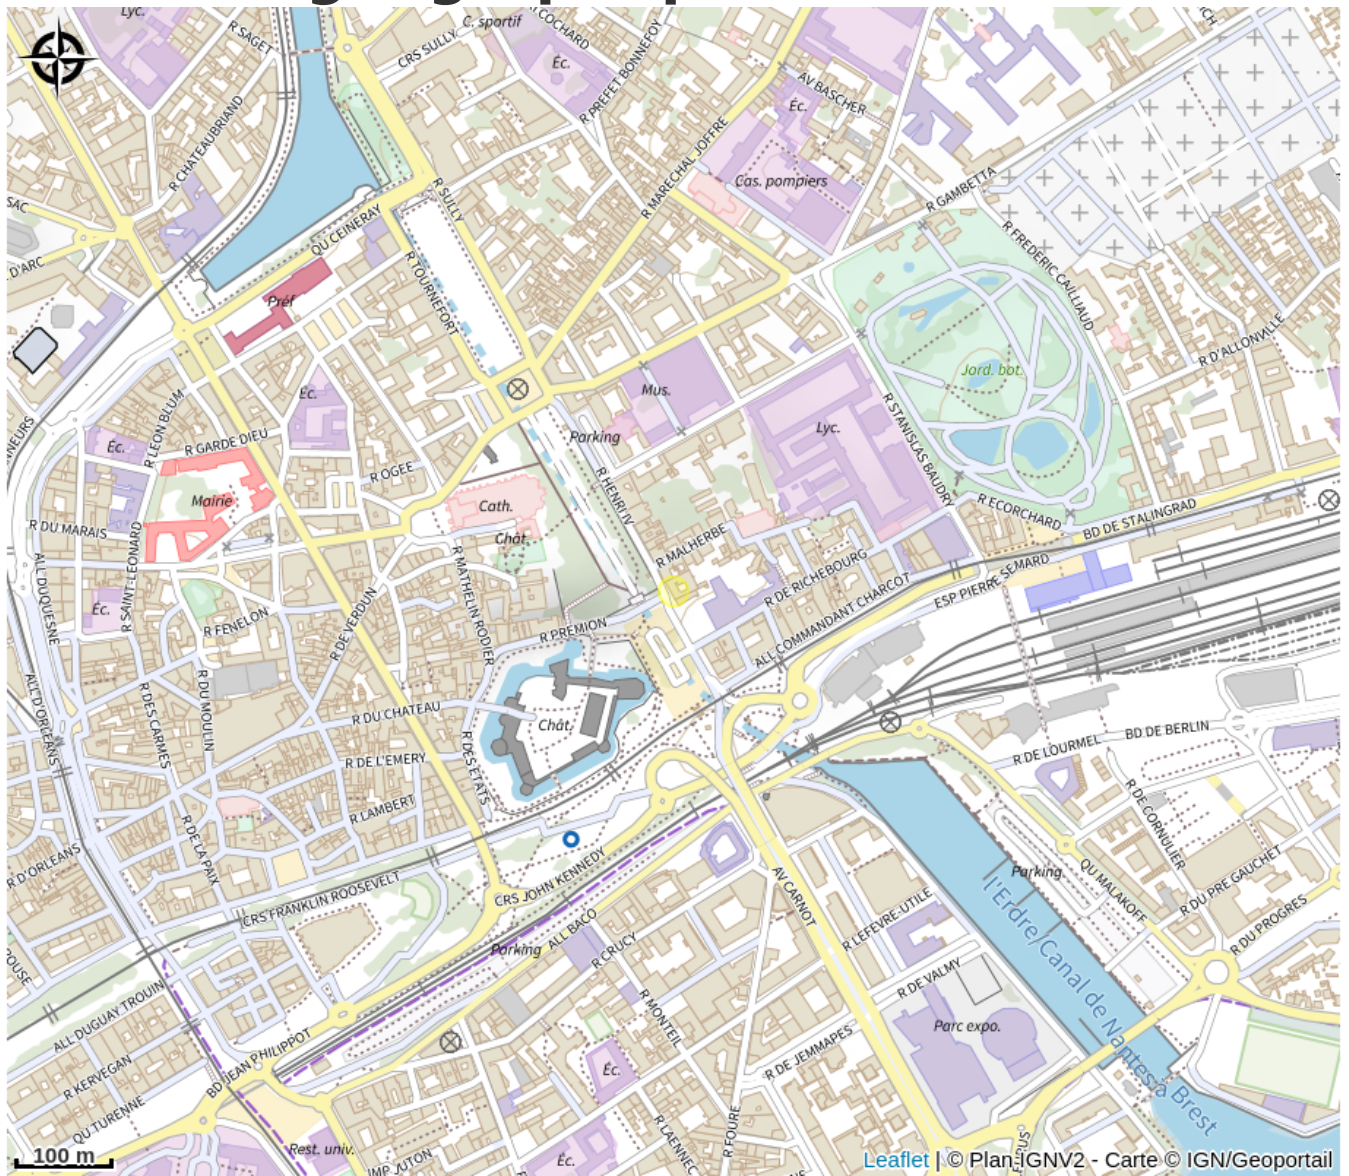 Lyc.
R SAGET
C. sportif
CRS SULLY
R PREFET BONNEFOY
Éc.
AV BASCHER
Éc.
R CHATEAUBRIAND
R MARECHAL JOFFRE
Cas. pompiers
R GAMBETTA
R SULLY
QU CEINERAY
R FREDERIC CAILLIAUD
D'ARC
R TOURNEFORT
Préf.
R D'ALLONVILLE
Jard. bot.
Mus.
Éc.
R LEON BLUM
R STANISLAS BAUDRY
Lyc.
Parking
R GARDE DIEU
Éc.
R OGEE
R HENRI IV
Mairie
Cath.
R ECORCHARD
BD DE STALINGRAD
R DU MARAIS
Chât.
R MALHERBE
R SAINT-LEONARD
ALL DUQUESNE
R MATHELIN RODIER
R DE RICHEBOURG
ALL COMMANDANT CHARCOT
ESP PIERRE SEMARD
Éc.
R FENELON
R DE VERDUN
R PREMION
ALL D'ORLEANS
R DES CARMES
R DU MOULIN
R DU CHATEAU
Chât.
BD DE BERLIN
R DE LOURMEL
R DE L'EMERY
R DES ETATS
R LAMBERT
R DE CORNULIER
R DE LA PAIX
R D'ORLEANS
CRS JOHN KENNEDY
Parking
QU MALAKOFF
R DU PRE GAUCHET
CRS FRANKLIN ROOSEVELT
AV CARNOT
R LEFEVRE-UTILE
R DU PROGRES
Parking
ALL BACO
R CRUCY
l'Erdre/Canal de Nantes à Brest
R DE VALMY
ALL DUGUAY TROUIN
R MONTEIL
Parc expo.
BD JEAN PHILIPPOT
R DE JEMMAPES
R KERVEGAN
Éc.
QU TURENNE
R FOURE
R LAENNEC
Rest. univ.
Éc.
100 m
Leaflet | © Plan IGNV2 - Carte © IGN/Geoportail